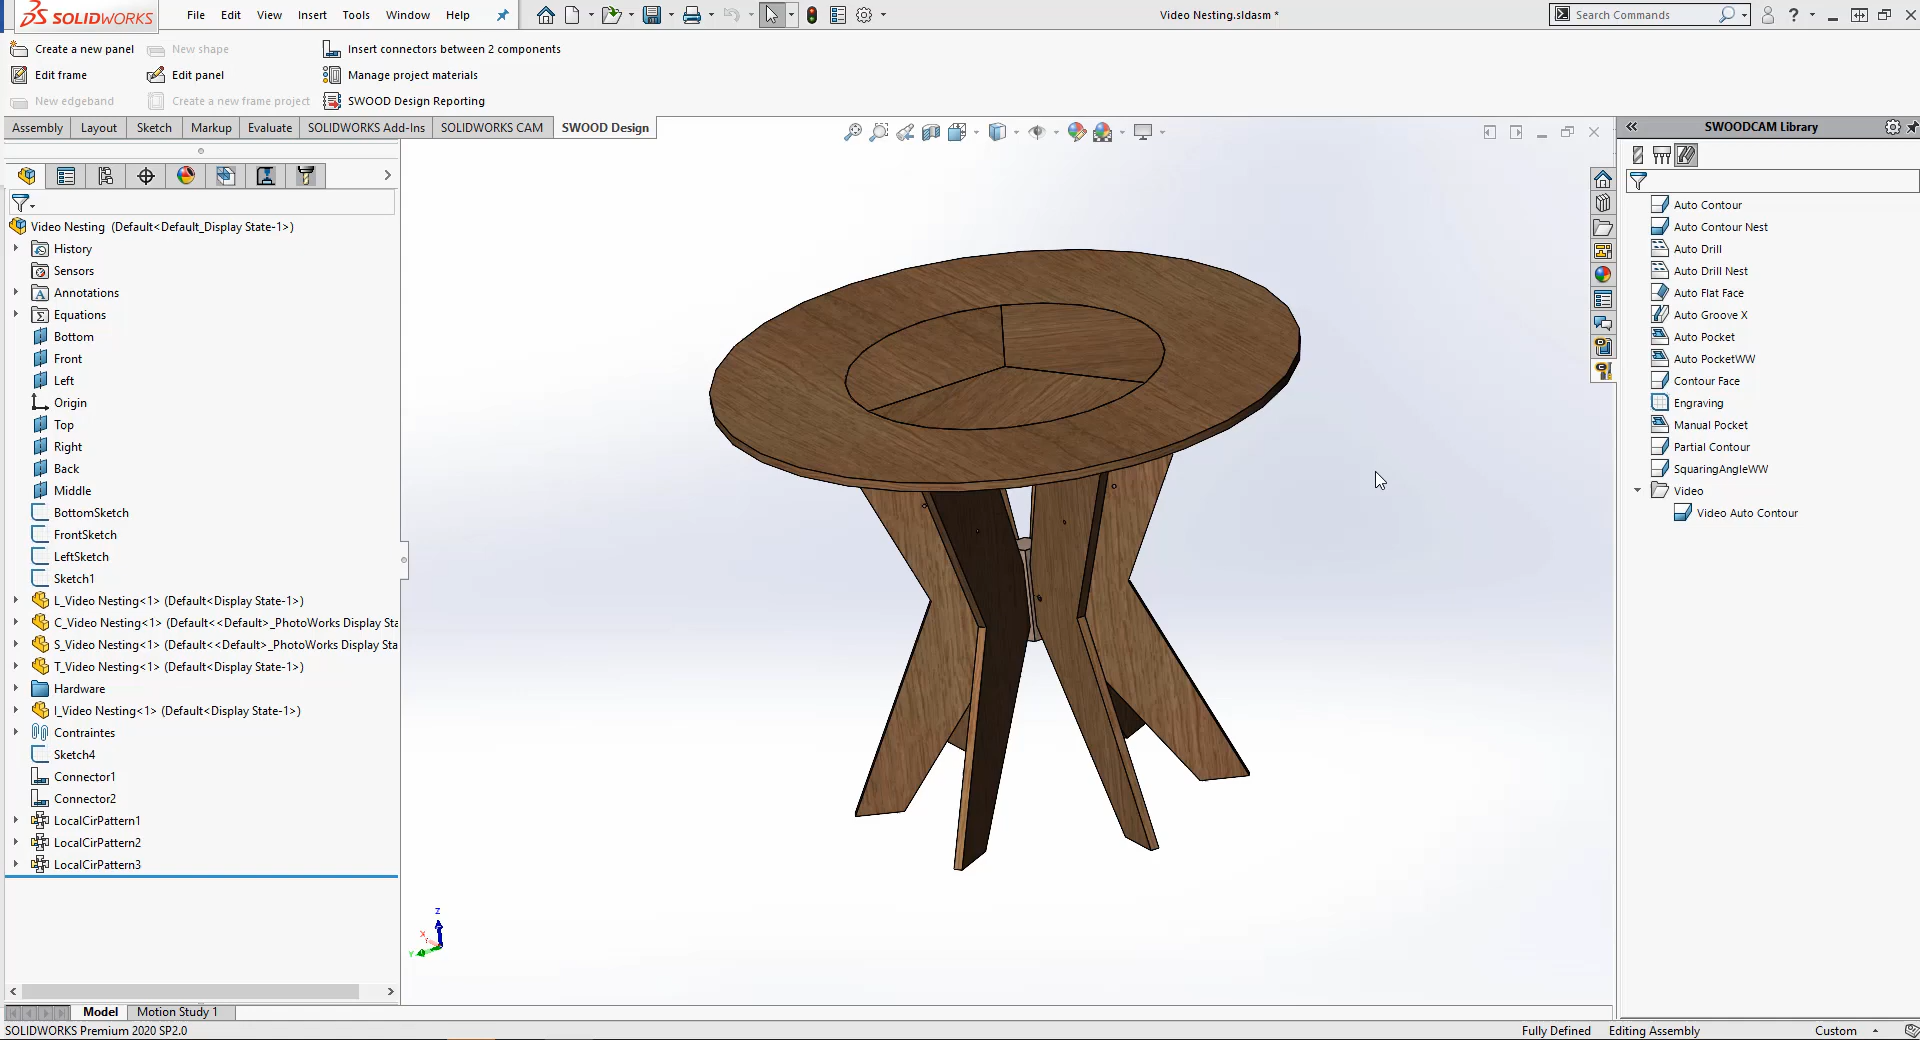 SOLIDWORKS
File Edit View Insert Tools Window Help
Video Nesting.sldasm *
Search Commands
Create a new panel New shape Insert connectors between 2 components
Edit frame Edit panel Manage project materials
New edgeband Create a new frame project SWOOD Design Reporting
Assembly Layout Sketch Markup Evaluate SOLIDWORKS Add-Ins SOLIDWORKS CAM SWOOD Design
Video Nesting (Default<Default_Display State-1>)
History
Sensors
Annotations
Equations
Bottom
Front
Left
Origin
Top
Right
Back
Middle
BottomSketch
FrontSketch
LeftSketch
Sketch1
L_Video Nesting<1> (Default<Display State-1>)
C_Video Nesting<1> (Default<<Default>_PhotoWorks Display Sta
S_Video Nesting<1> (Default<<Default>_PhotoWorks Display Sta
T_Video Nesting<1> (Default<Display State-1>)
Hardware
I_Video Nesting<1> (Default<Display State-1>)
Contraintes
Sketch4
Connector1
Connector2
LocalCirPattern1
LocalCirPattern2
LocalCirPattern3
Z
X
Y
SWOODCAM Library
Auto Contour
Auto Contour Nest
Auto Drill
Auto Drill Nest
Auto Flat Face
Auto Groove X
Auto Pocket
Auto PocketWW
Contour Face
Engraving
Manual Pocket
Partial Contour
SquaringAngleWW
Video
Video Auto Contour
Model Motion Study 1
SOLIDWORKS Premium 2020 SP2.0
Fully Defined Editing Assembly Custom